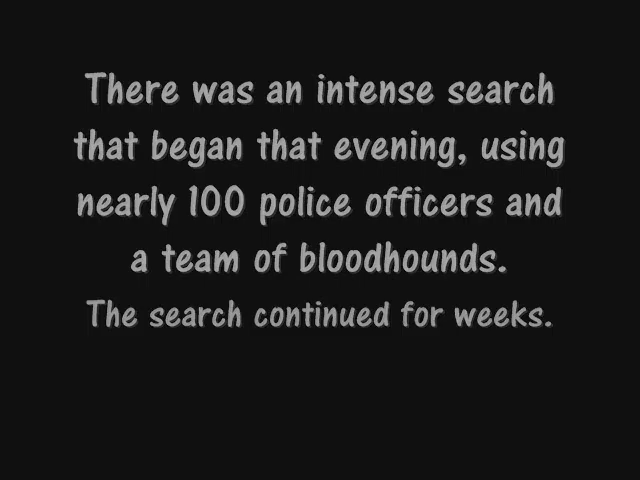 There was an intense search
that began that evening, using
nearly 100 police officers and
a team of bloodhounds.
The search continued for weeks.